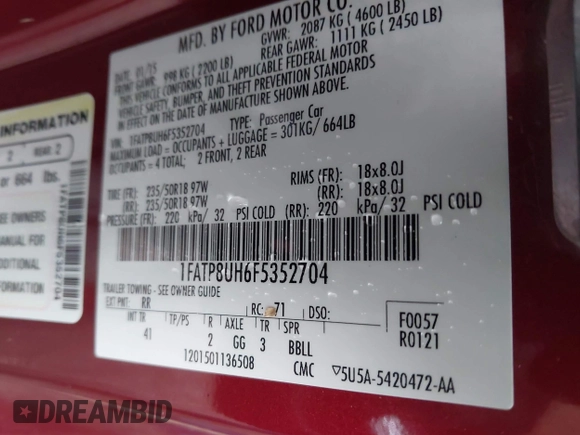 MFD. BY FORD MOTOR CO.
GVWR: 2087 KG ( 4600 LB)
DATE: 01/15
FRONT GAWR: 998 KG ( 2200 LB)
REAR GAWR: 1111 KG ( 2450 LB)
THIS VEHICLE CONFORMS TO ALL APPLICABLE FEDERAL MOTOR
VEHICLE SAFETY, BUMPER, AND THEFT PREVENTION STANDARDS
IN EFFECT ON THE DATE OF MANUFACTURE SHOWN ABOVE.
VIN: 1FATP8UH6F5352704 TYPE: Passenger Car
MAXIMUM LOAD = OCCUPANTS + LUGGAGE = 301KG/ 664LB
OCCUPANTS = 4 TOTAL; 2 FRONT, 2 REAR
TIRE (FR): 235/50R18 97W RIMS (FR): 18x8.0J
(RR): 235/50R18 97W (RR): 18x8.0J
PRESSURE (FR): 220 kPa/ 32 PSI COLD (RR): 220 kPa/ 32 PSI COLD
1FATP8UH6F5352704
TRAILER TOWING - SEE OWNER GUIDE
EXT PNT: RR RC: 71 DSO:
INT TR TP/PS R AXLE TR SPR
41 2 GG 3 BBLL
1201501136508 CMC
F0057
R0121
▽5U5A-5420472-AA
INFORMATION
2 REAR 2
or 664 lbs.
SEE OWNERS
1FATP8UH6F5352704
DREAMBID